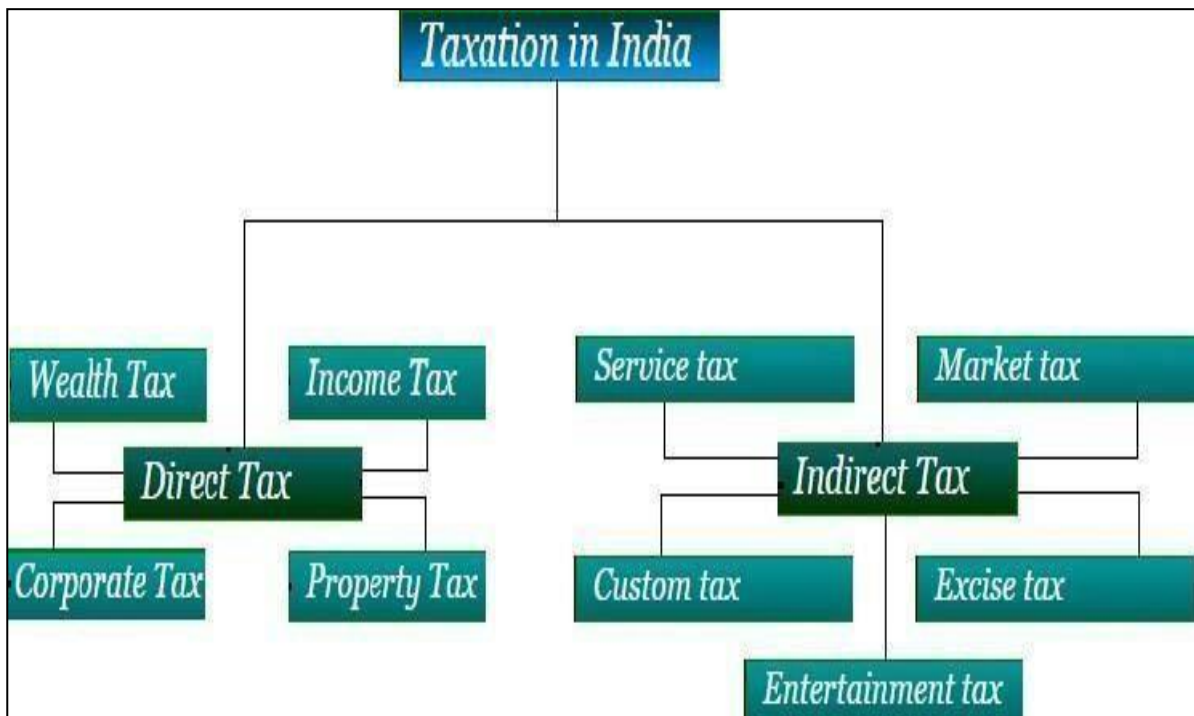 Taxation in India
Wealth Tax
Income Tax
Direct Tax
Corporate Tax
Property Tax
Service tax
Market tax
Indirect Tax
Custom tax
Excise tax
Entertainment tax